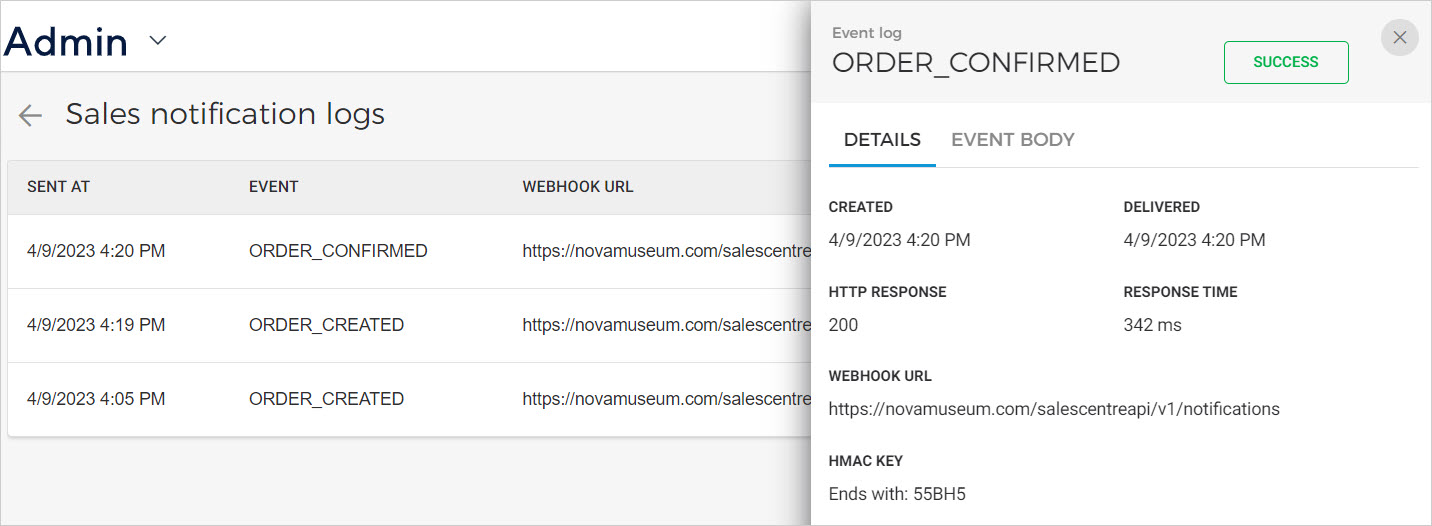 Admin
Sales notification logs
SENT AT EVENT WEBHOOK URL
4/9/2023 4:20 PM ORDER_CONFIRMED https://novamuseum.com/salescentre
4/9/2023 4:19 PM ORDER_CREATED https://novamuseum.com/salescentre
4/9/2023 4:05 PM ORDER_CREATED https://novamuseum.com/salescentre
Event log
ORDER_CONFIRMED SUCCESS
DETAILS EVENT BODY
CREATED DELIVERED
4/9/2023 4:20 PM 4/9/2023 4:20 PM
HTTP RESPONSE RESPONSE TIME
200 342 ms
WEBHOOK URL
https://novamuseum.com/salescentreapi/v1/notifications
HMAC KEY
Ends with: 55BH5